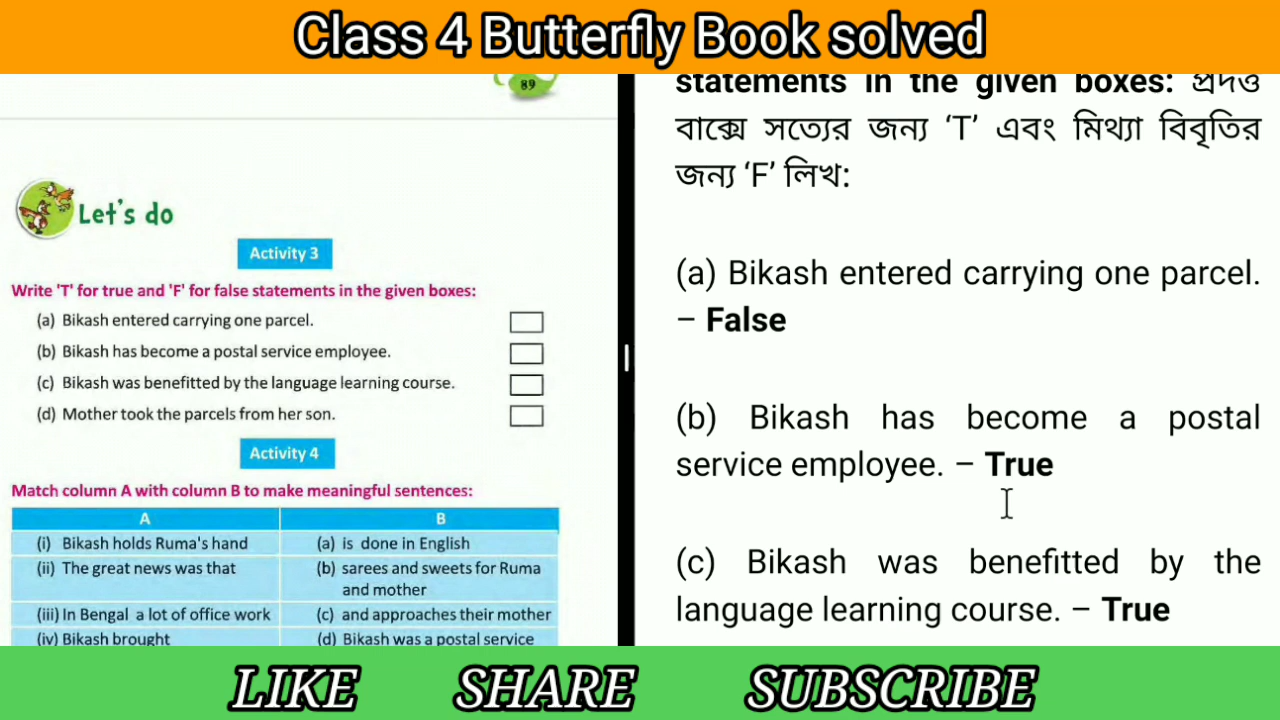 Class 4 Butterfly Book solved
89
Let's do
Activity 3
Write 'T' for true and 'F' for false statements in the given boxes:
(a) Bikash entered carrying one parcel.
(b) Bikash has become a postal service employee.
(c) Bikash was benefitted by the language learning course.
(d) Mother took the parcels from her son.
Activity 4
Match column A with column B to make meaningful sentences:
A B
(i) Bikash holds Ruma's hand (a) is done in English
(ii) The great news was that (b) sarees and sweets for Ruma
and mother
(iii) In Bengal a lot of office work (c) and approaches their mother
(iv) Bikash brought (d) Bikash was a postal service
statements in the given boxes: প্রদত্ত
বাক্সে সত্যের জন্য ‘T’ এবং মিথ্যা বিবৃতির
জন্য ‘F’ লিখ:
(a) Bikash entered carrying one parcel.
– False
(b) Bikash has become a postal
service employee. – True
(c) Bikash was benefitted by the
language learning course. – True
LIKE SHARE SUBSCRIBE